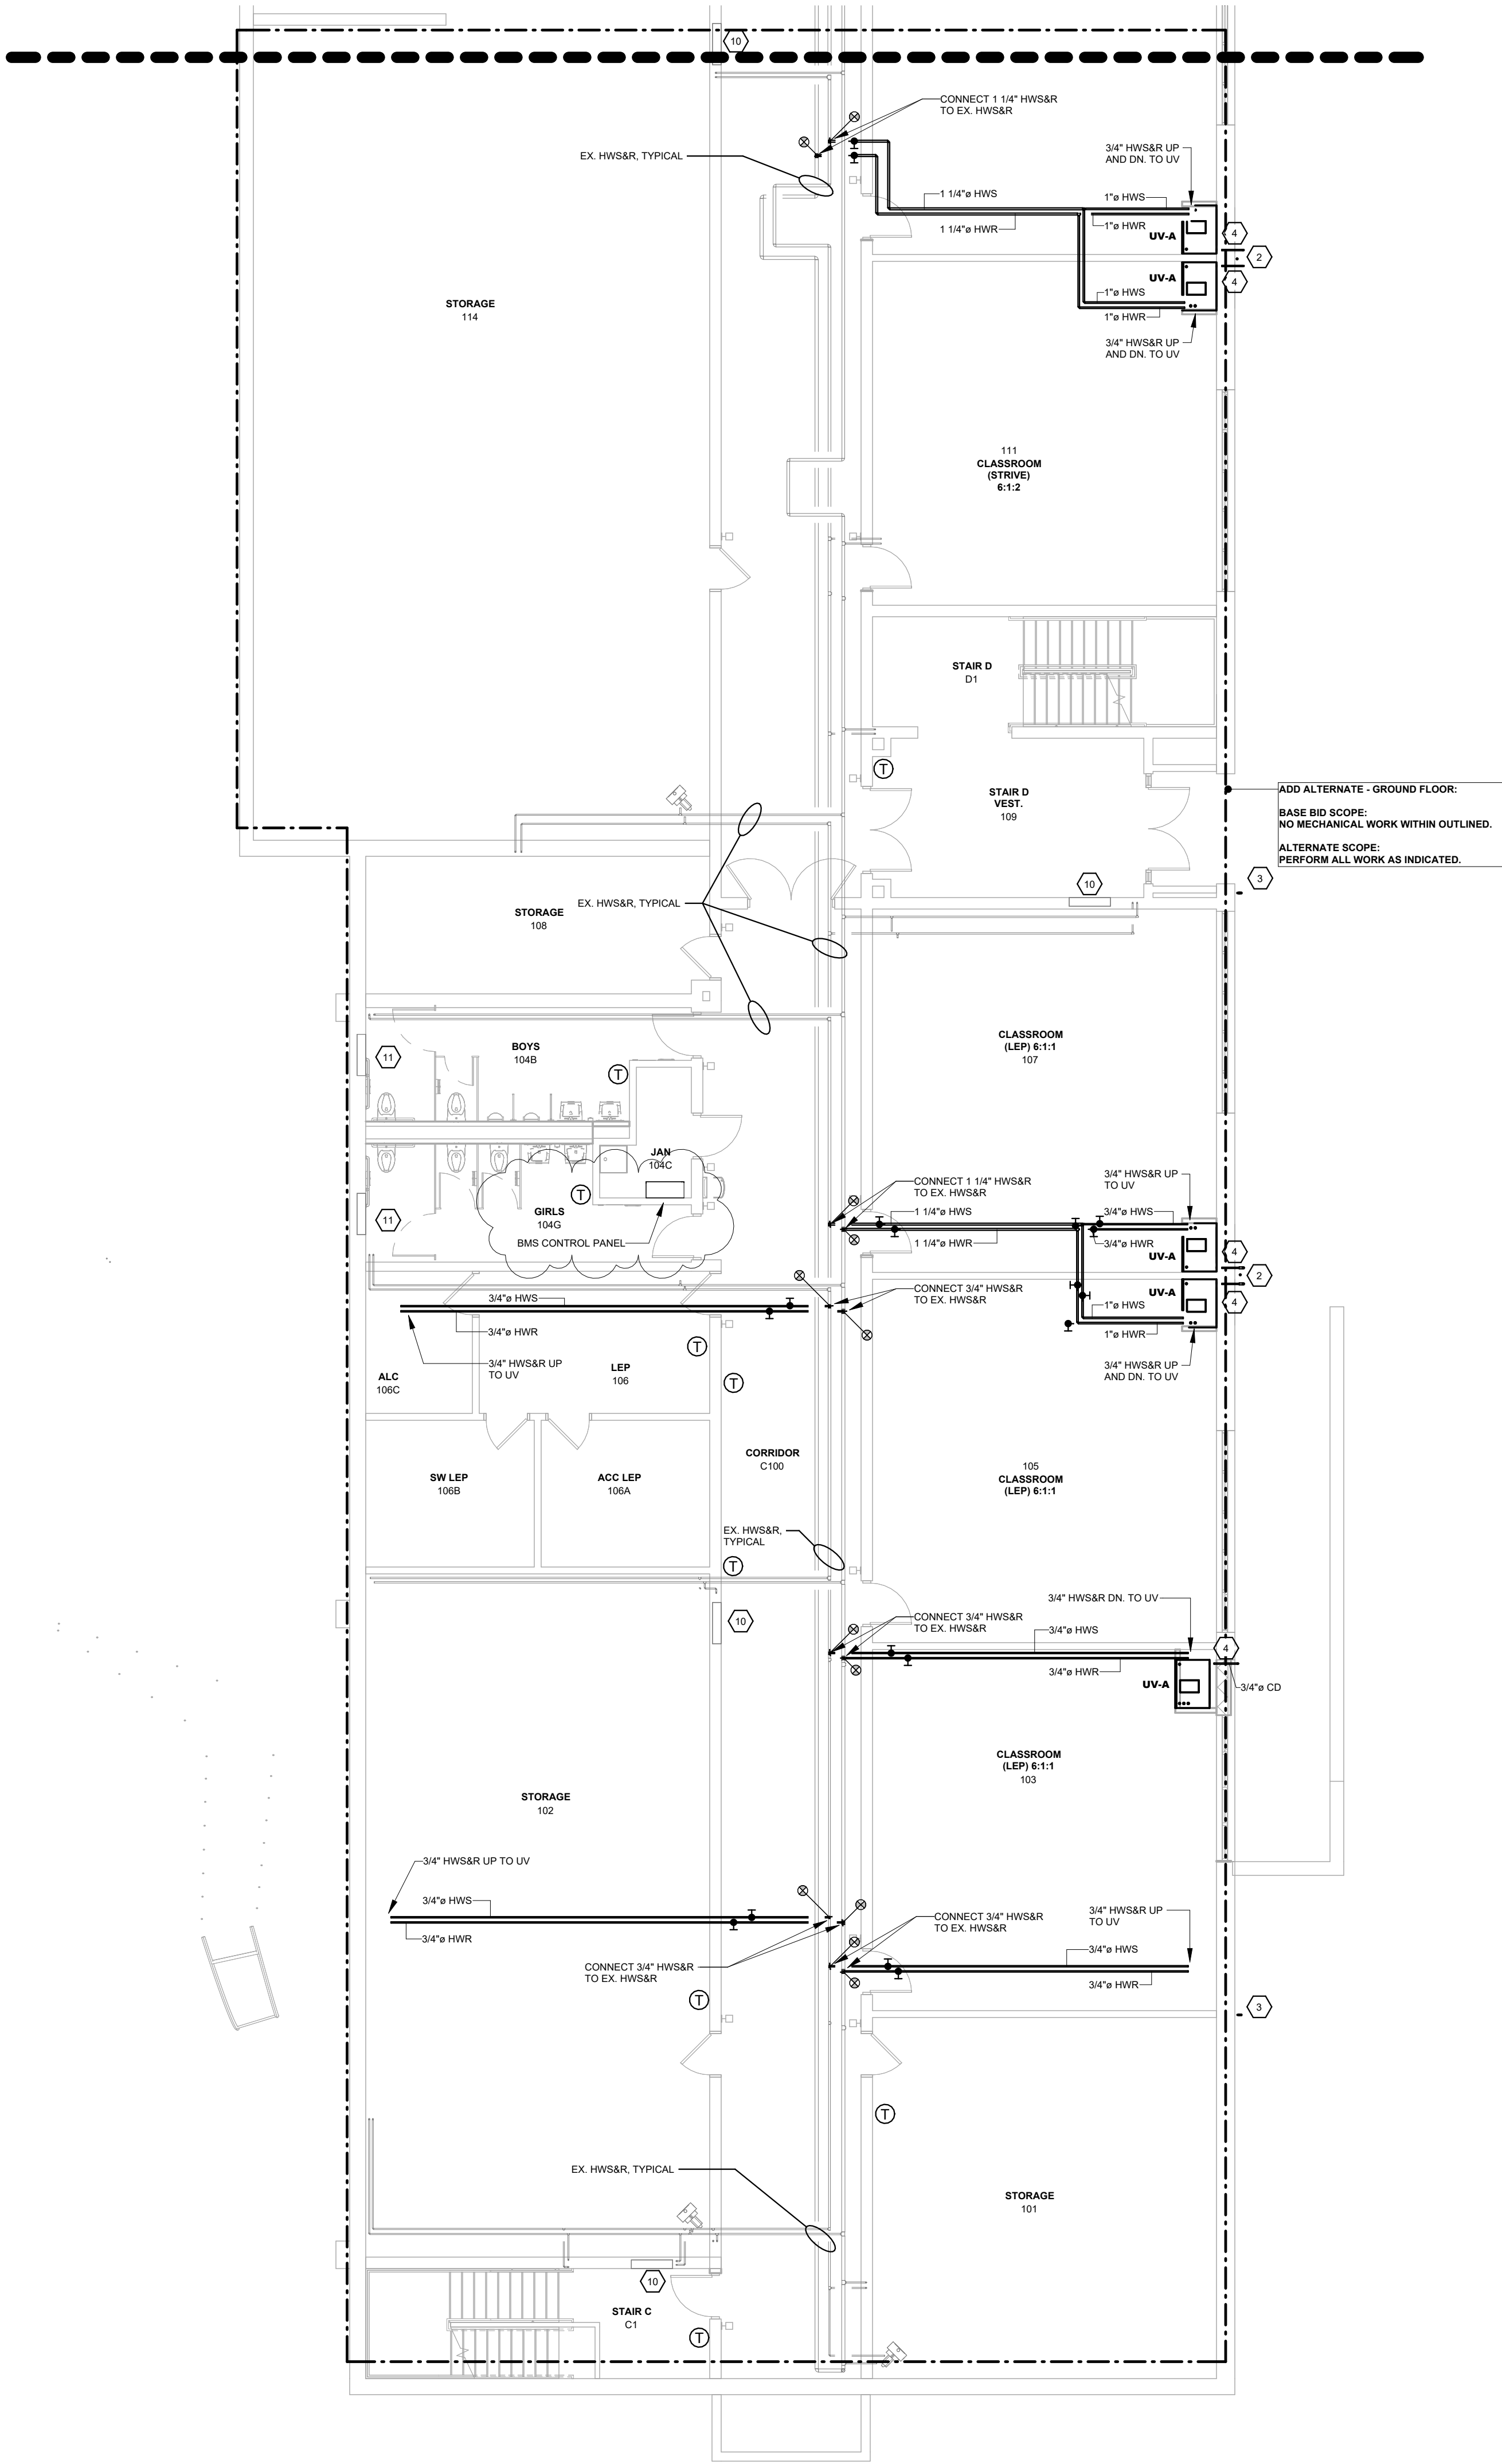 10
CONNECT 1 1/4" HWS&R
TO EX. HWS&R
EX. HWS&R, TYPICAL
3/4" HWS&R UP
AND DN. TO UV
1 1/4"ø HWS
1"ø HWS
1 1/4"ø HWR
1"ø HWR
UV-A
4
2
UV-A
4
1"ø HWS
1"ø HWR
3/4" HWS&R UP
AND DN. TO UV
STORAGE
114
111
CLASSROOM
(STRIVE)
6:1:2
STAIR D
D1
T
STAIR D
VEST.
109
ADD ALTERNATE - GROUND FLOOR:
BASE BID SCOPE:
NO MECHANICAL WORK WITHIN OUTLINED.
ALTERNATE SCOPE:
PERFORM ALL WORK AS INDICATED.
3
10
EX. HWS&R, TYPICAL
STORAGE
108
CLASSROOM
(LEP) 6:1:1
107
BOYS
104B
11
T
JAN
104C
T
GIRLS
104G
11
BMS CONTROL PANEL
CONNECT 1 1/4" HWS&R
TO EX. HWS&R
3/4" HWS&R UP
TO UV
1 1/4"ø HWS
3/4"ø HWS
1 1/4"ø HWR
3/4"ø HWR
UV-A
4
2
UV-A
4
CONNECT 3/4" HWS&R
TO EX. HWS&R
1"ø HWS
1"ø HWR
3/4" HWS&R UP
AND DN. TO UV
3/4"ø HWS
3/4"ø HWR
3/4" HWS&R UP
TO UV
T
T
ALC
106C
LEP
106
CORRIDOR
C100
SW LEP
106B
ACC LEP
106A
105
CLASSROOM
(LEP) 6:1:1
EX. HWS&R,
TYPICAL
T
10
3/4" HWS&R DN. TO UV
CONNECT 3/4" HWS&R
TO EX. HWS&R
3/4"ø HWS
3/4"ø HWR
4
UV-A
3/4"ø CD
CLASSROOM
(LEP) 6:1:1
103
STORAGE
102
3/4" HWS&R UP TO UV
3/4"ø HWS
3/4"ø HWR
CONNECT 3/4" HWS&R
TO EX. HWS&R
3/4" HWS&R UP
TO UV
3/4"ø HWS
3/4"ø HWR
CONNECT 3/4" HWS&R
TO EX. HWS&R
T
3
T
EX. HWS&R, TYPICAL
STORAGE
101
10
STAIR C
C1
T